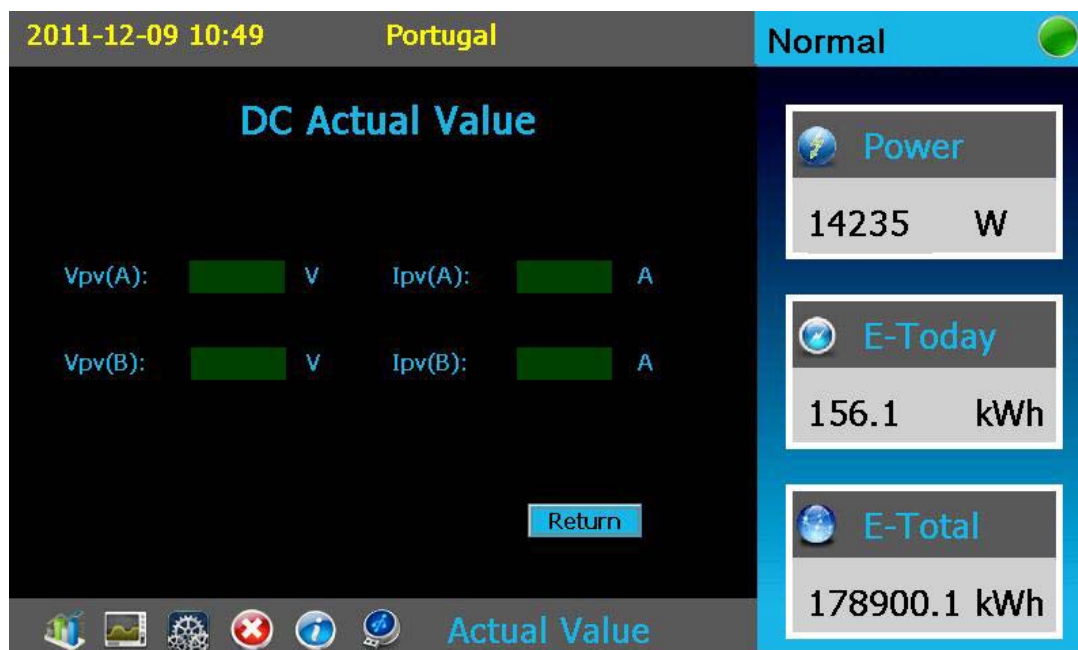 2011-12-09 10:49 Portugal
Normal
DC Actual Value
Power
14235 W
Vpv(A): V Ipv(A): A
E-Today
Vpv(B): V Ipv(B): A
156.1 kWh
Return
E-Total
178900.1 kWh
Actual Value